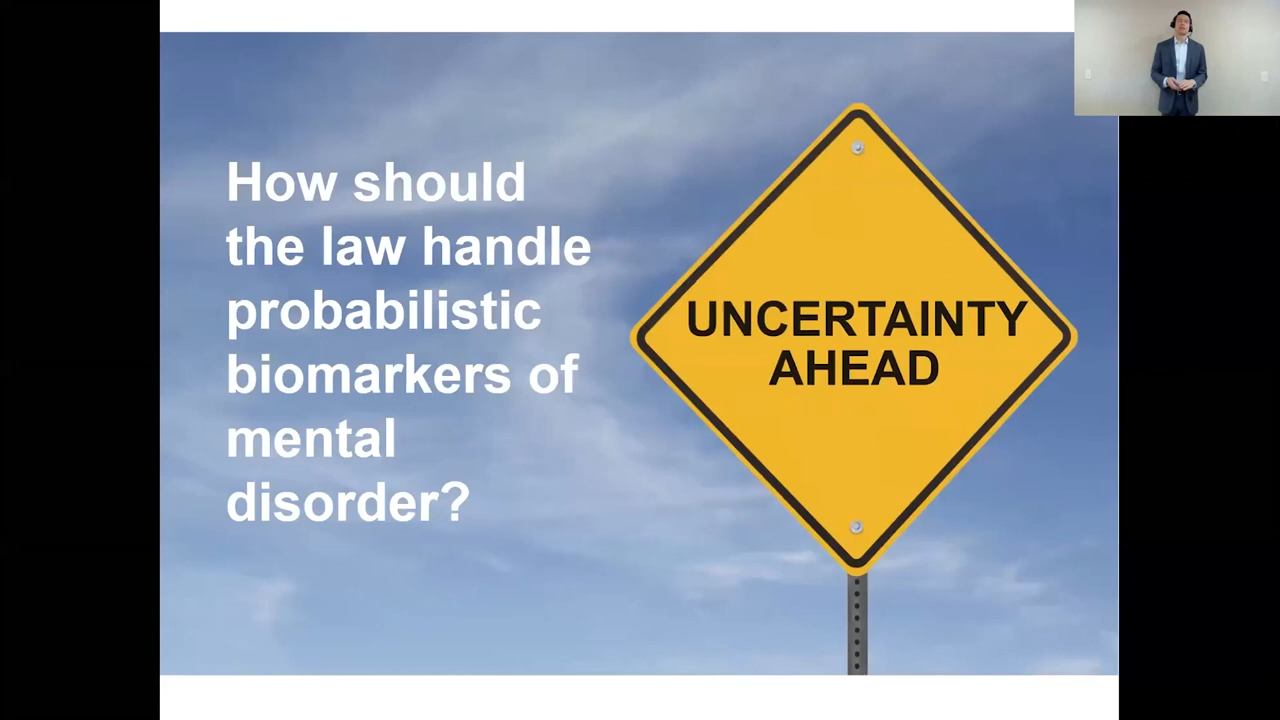 How should
the law handle
probabilistic
biomarkers of
mental
disorder?
UNCERTAINTY
AHEAD